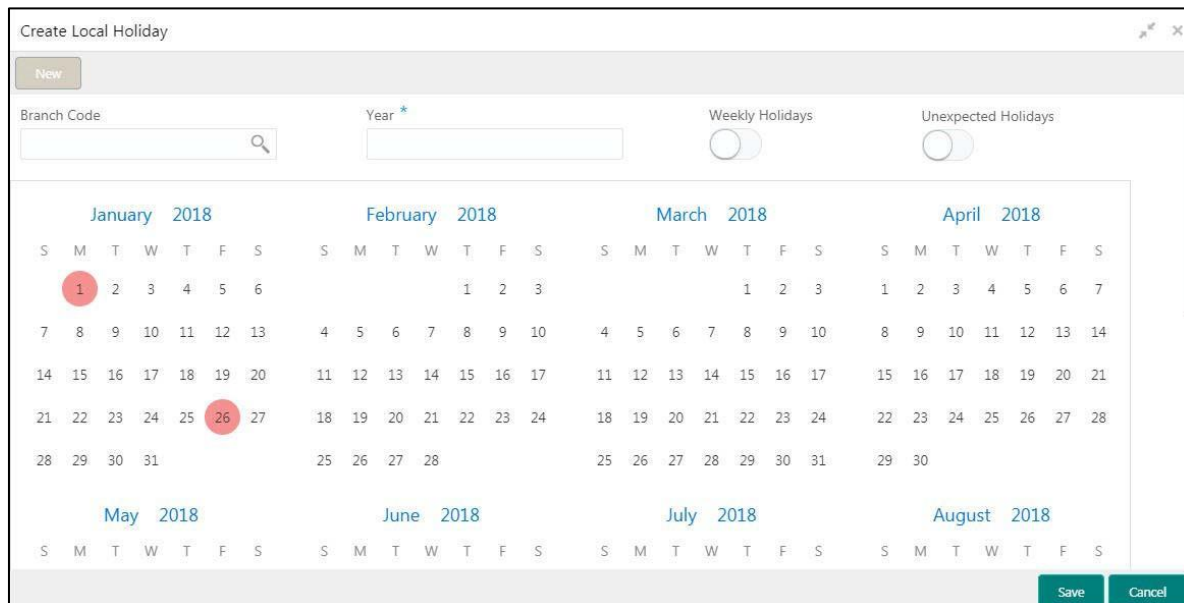 Create Local Holiday
New
Branch Code Year * Weekly Holidays Unexpected Holidays
January 2018 February 2018 March 2018 April 2018
S M T W T F S S M T W T F S S M T W T F S S M T W T F S
1 2 3 4 5 6 1 2 3 1 2 3 1 2 3 4 5 6 7
7 8 9 10 11 12 13 4 5 6 7 8 9 10 4 5 6 7 8 9 10 8 9 10 11 12 13 14
14 15 16 17 18 19 20 11 12 13 14 15 16 17 11 12 13 14 15 16 17 15 16 17 18 19 20 21
21 22 23 24 25 26 27 18 19 20 21 22 23 24 18 19 20 21 22 23 24 22 23 24 25 26 27 28
28 29 30 31 25 26 27 28 25 26 27 28 29 30 31 29 30
May 2018 June 2018 July 2018 August 2018
S M T W T F S S M T W T F S S M T W T F S S M T W T F S
Save Cancel